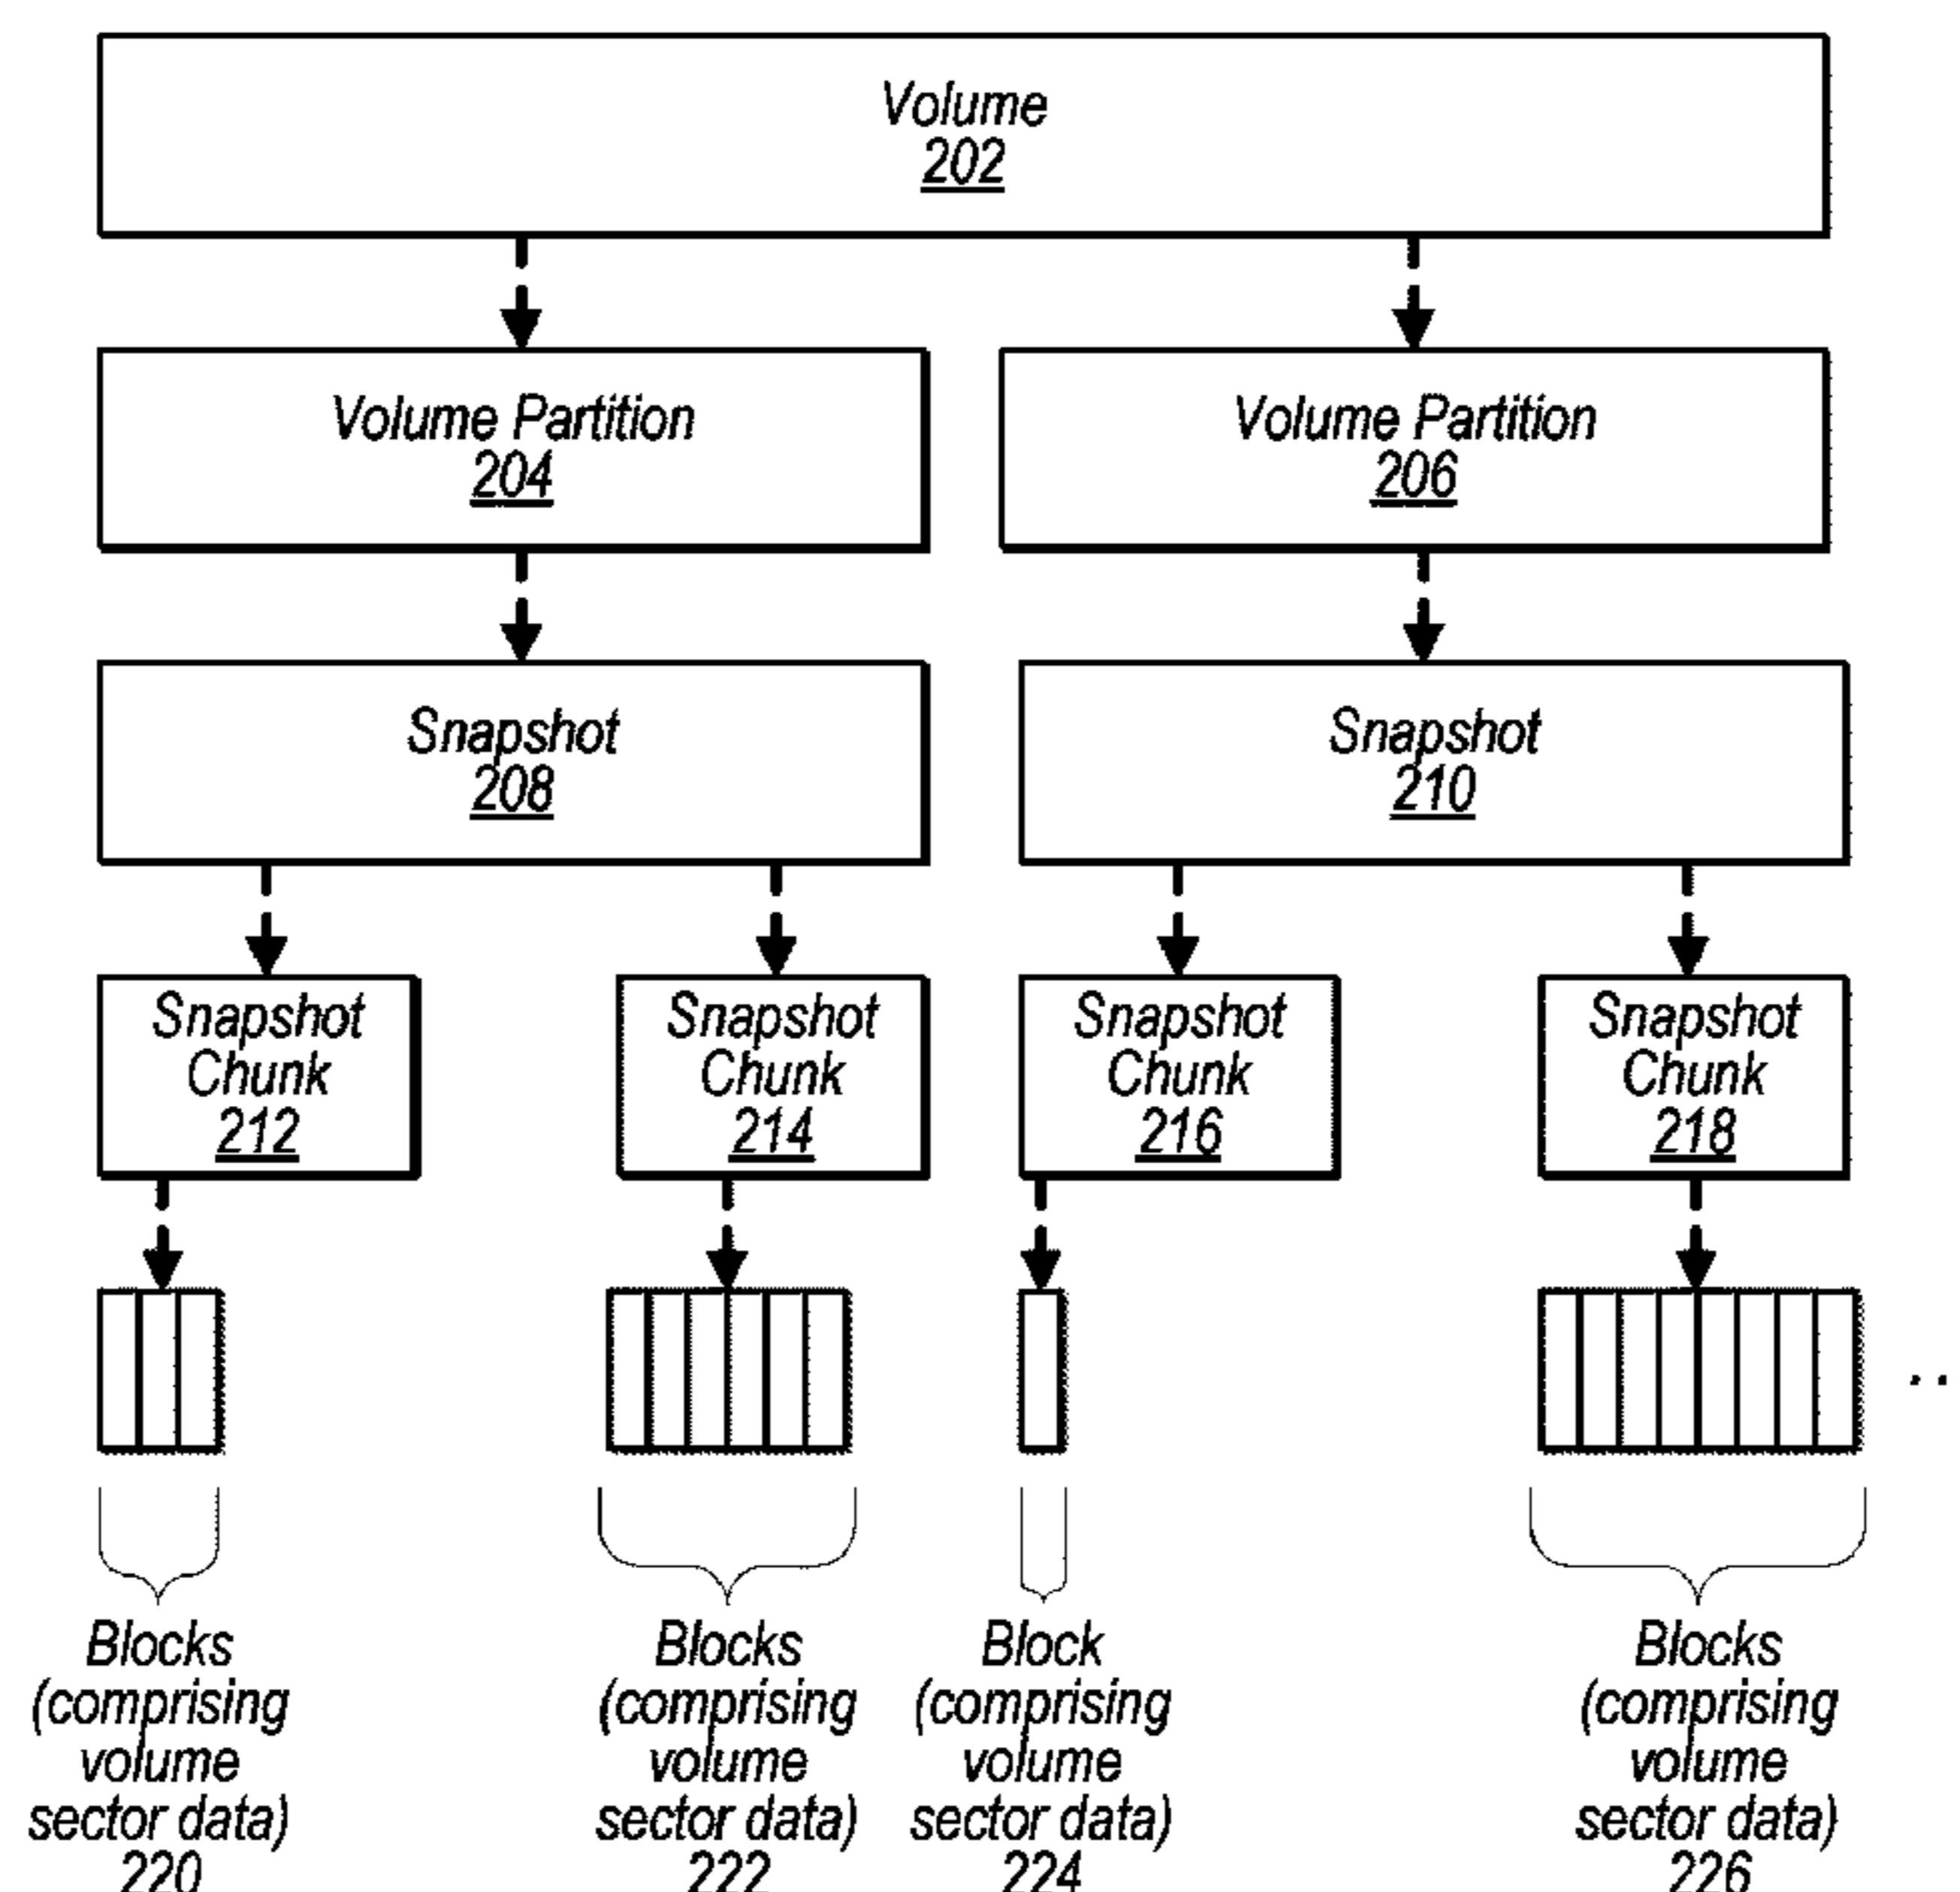 Volume
202
Volume Partition
204
Volume Partition
206
Snapshot
208
Snapshot
210
Snapshot
Chunk
212
Snapshot
Chunk
214
Snapshot
Chunk
216
Snapshot
Chunk
218
..
Blocks
(comprising
volume
sector data)
220
Blocks
(comprising
volume
sector data)
222
Block
(comprising
volume
sector data)
224
Blocks
(comprising
volume
sector data)
226